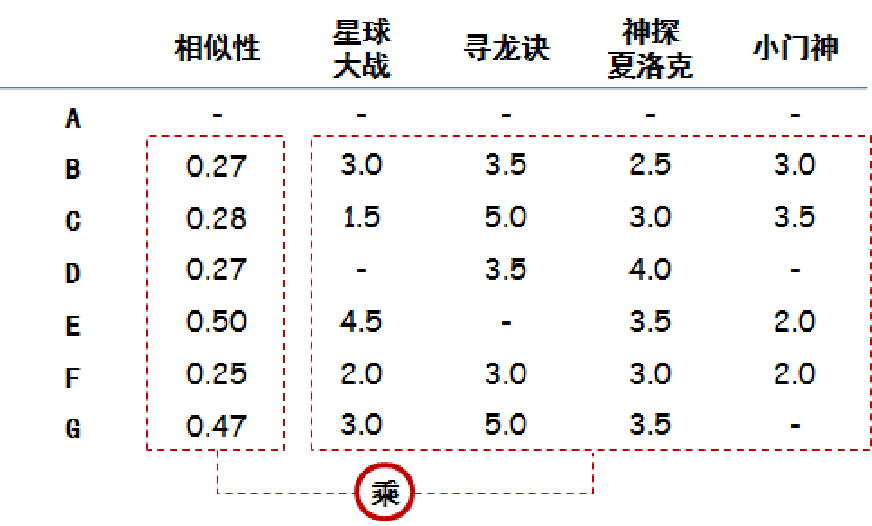 相似性 星球大战 寻龙诀 神探夏洛克 小门神
A - - - - -
B 0.27 3.0 3.5 2.5 3.0
C 0.28 1.5 5.0 3.0 3.5
D 0.27 - 3.5 4.0 -
E 0.50 4.5 - 3.5 2.0
F 0.25 2.0 3.0 3.0 2.0
G 0.47 3.0 5.0 3.5 -
乘